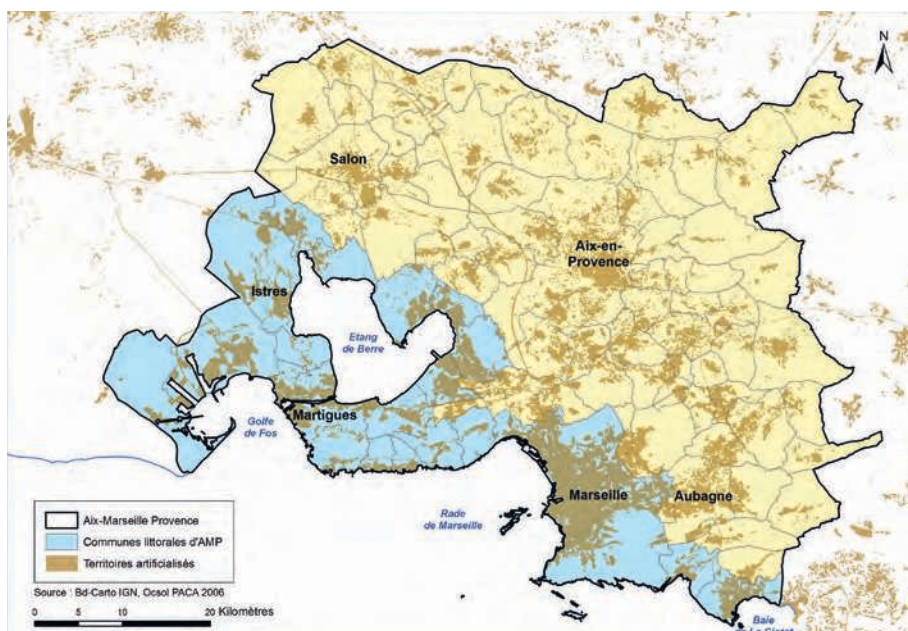 N
Salon
Aix-en-
Provence
Istres
Etang
de Berre
Martigues
Golfe
de Fos
Marseille
Aubagne
Rade
de Marseille
Baie
Aix-Marseille Provence
Communes littorales d'AMP
Territoires artificialisés
Source : Bd-Carto IGN, Ocsol PACA 2006
0 5 10 20 Kilomètres